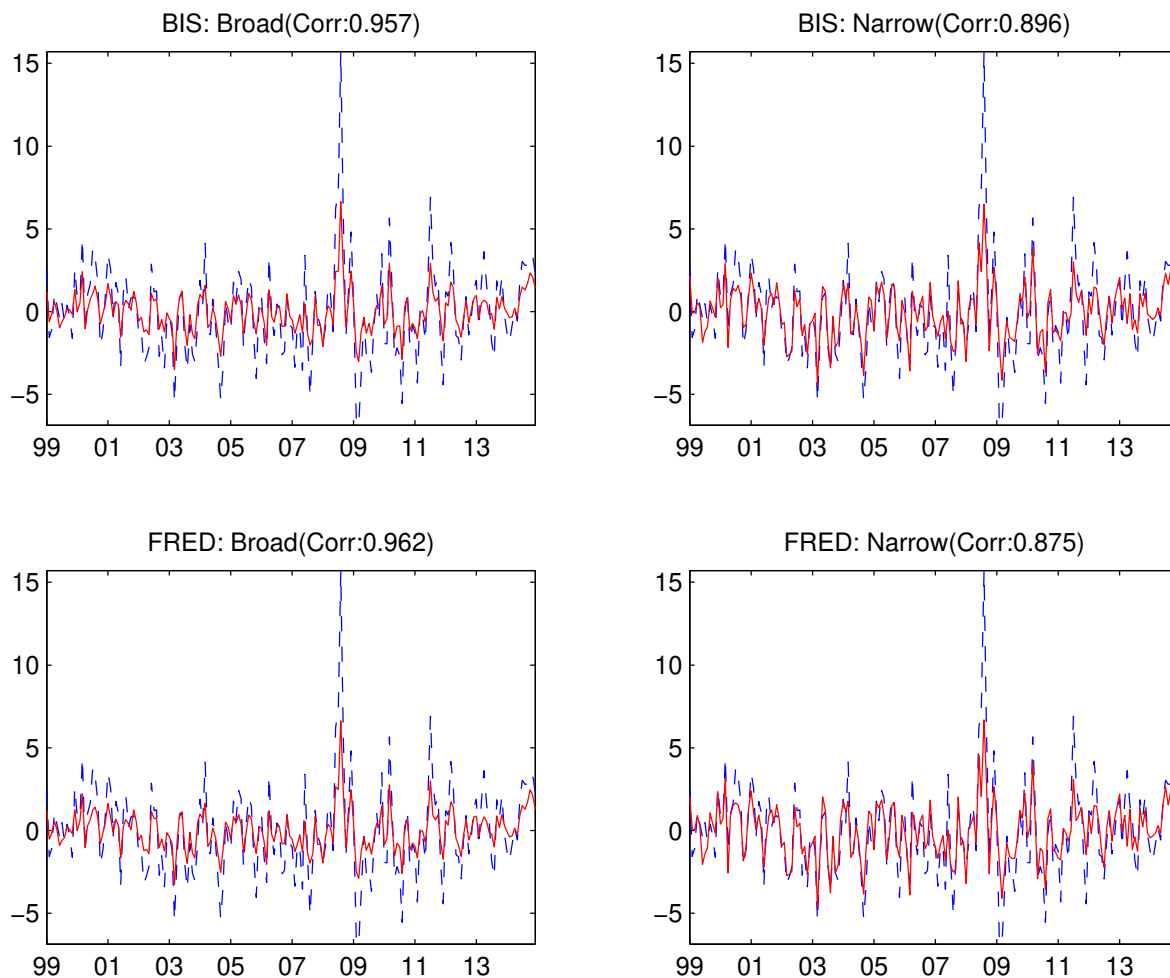 BIS: Broad(Corr:0.957)
15
10
5
0
−5
99 01 03 05 07 09 11 13
BIS: Narrow(Corr:0.896)
15
10
5
0
−5
99 01 03 05 07 09 11 13
FRED: Broad(Corr:0.962)
15
10
5
0
−5
99 01 03 05 07 09 11 13
FRED: Narrow(Corr:0.875)
15
10
5
0
−5
99 01 03 05 07 09 11 13